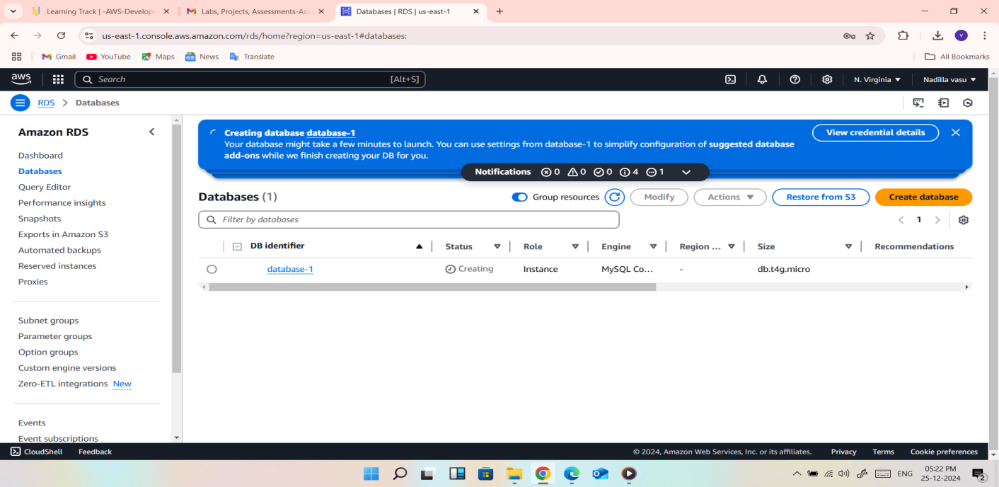 Learning Track | -AWS-Develop
Labs, Projects, Assessments-Ass
Databases | RDS | us-east-1
us-east-1.console.aws.amazon.com/rds/home?region=us-east-1#databases:
V
Gmail
YouTube
Maps
News
Translate
All Bookmarks
aws
Search
[Alt+S]
N. Virginia
Nadilla vasu
RDS > Databases
Amazon RDS
Dashboard
Databases
Query Editor
Performance insights
Snapshots
Exports in Amazon S3
Automated backups
Reserved instances
Proxies
Subnet groups
Parameter groups
Option groups
Custom engine versions
Zero-ETL integrations New
Events
Event subscriptions
Creating database database-1
Your database might take a few minutes to launch. You can use settings from database-1 to simplify configuration of suggested database
add-ons while we finish creating your DB for you.
View credential details
Notifications 0 0 0 4 1
Databases (1)
Group resources
Modify
Actions
Restore from S3
Create database
Filter by databases
1
DB identifier Status Role Engine Region ... Size Recommendations
database-1 Creating Instance MySQL Co... - db.t4g.micro
CloudShell Feedback
© 2024, Amazon Web Services, Inc. or its affiliates. Privacy Terms Cookie preferences
ENG
05:22 PM
25-12-2024
2